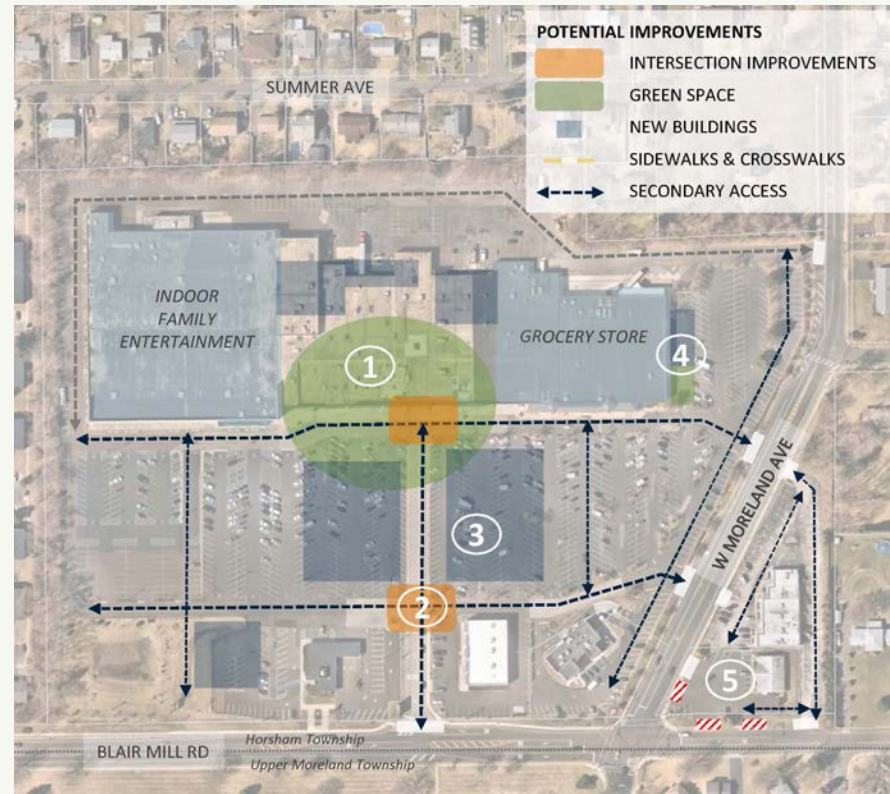 POTENTIAL IMPROVEMENTS
INTERSECTION IMPROVEMENTS
GREEN SPACE
NEW BUILDINGS
SIDEWALKS & CROSSWALKS
SECONDARY ACCESS
SUMMER AVE
INDOOR
FAMILY
ENTERTAINMENT
1
GROCERY STORE
4
W MORELAND AVE
3
2
5
BLAIR MILL RD
Horsham Township
Upper Moreland Township